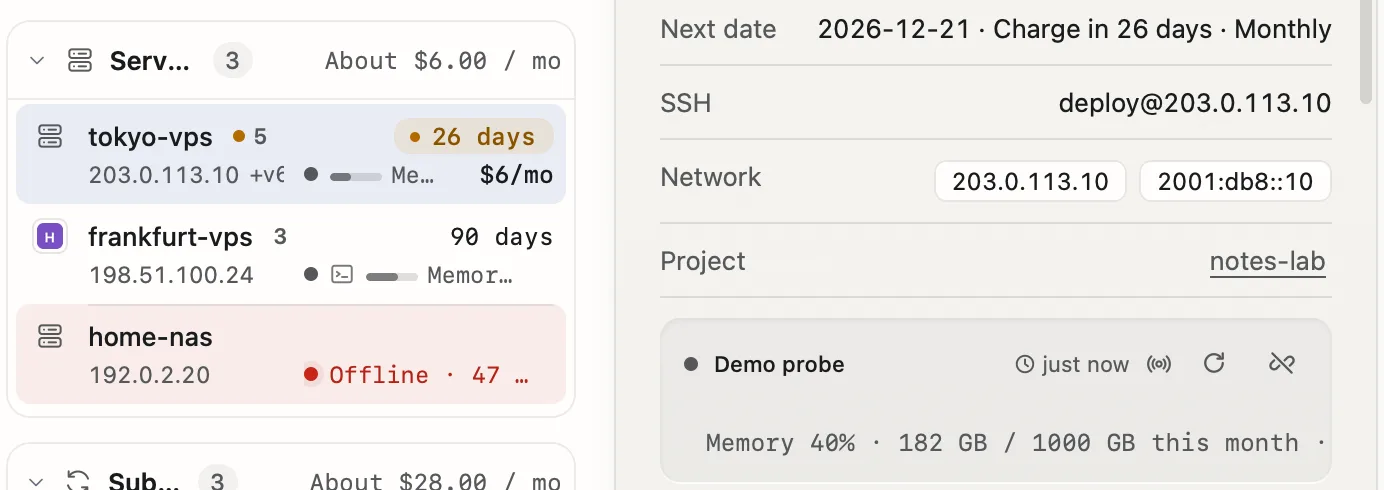 Serv... 3 About $6.00 / mo
tokyo-vps 5 26 days
203.0.113.10 +v6 Me... $6/mo
H frankfurt-vps 3 90 days
198.51.100.24 Memor...
home-nas
192.0.2.20 Offline · 47 ...
Sub... 3 About $28.00 / mo
Next date 2026-12-21 · Charge in 26 days · Monthly
SSH deploy@203.0.113.10
Network 203.0.113.10 2001:db8::10
Project notes-lab
Demo probe just now
Memory 40% · 182 GB / 1000 GB this month ·